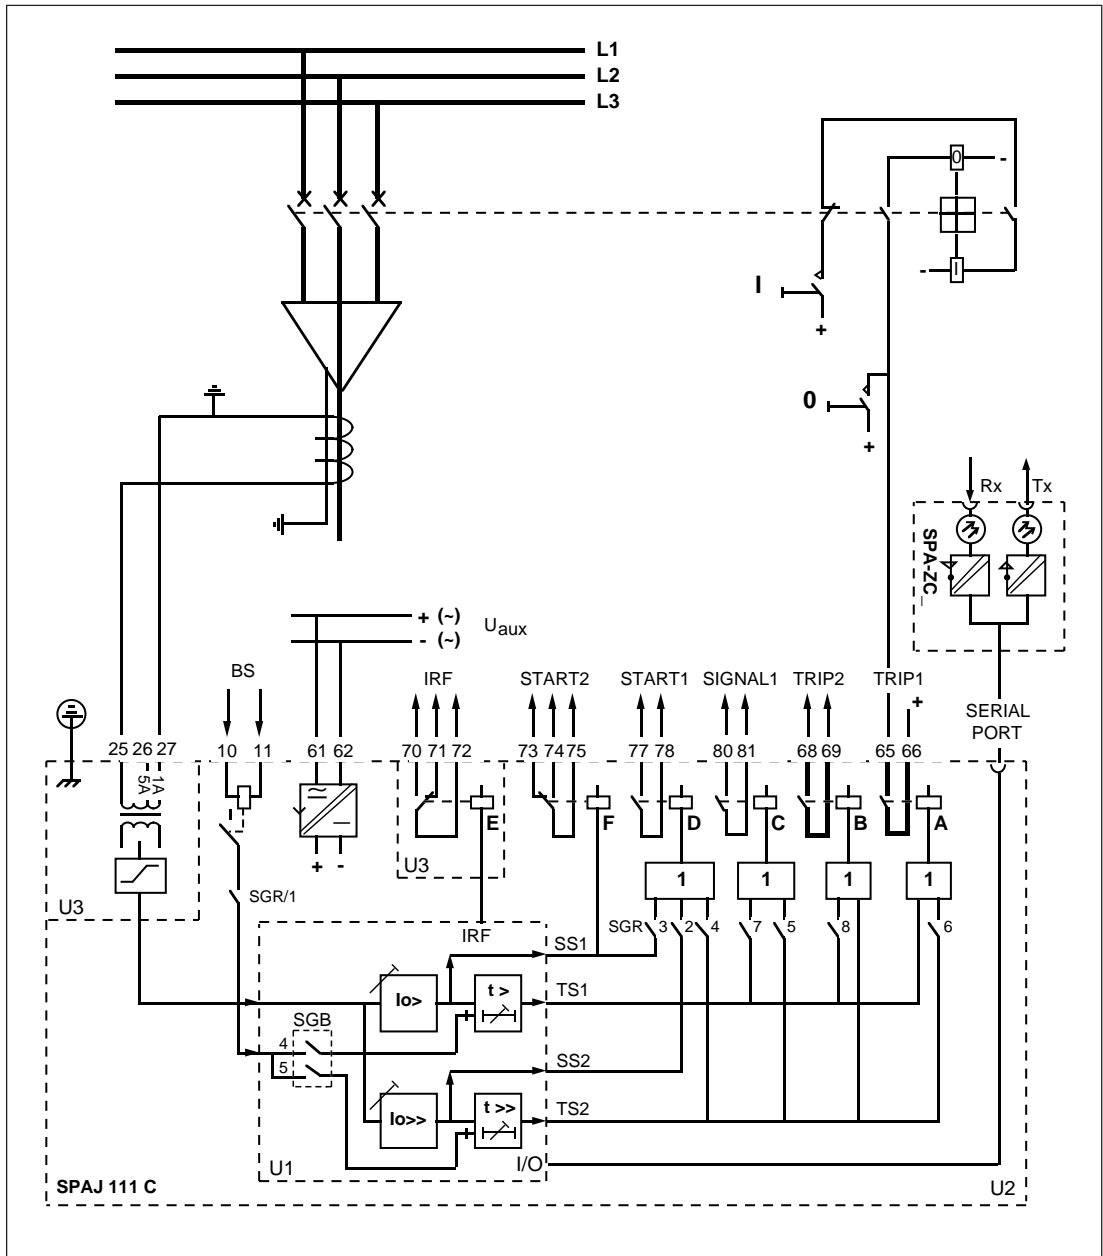 L1
L2
L3
0
-
-
I
I
+
0
+
Rx Tx
SPA-ZC_
+ (~)
- (~)
Uaux
BS IRF START2 START1 SIGNAL1 TRIP2 TRIP1
+
SERIAL
PORT
25 26 27 10 11 61 62 70 71 72 73 74 75 77 78 80 81 68 69 65 66
5A
1A
E F D C B A
+ -
U3
U3
1 1 1 1
SGR/1
SGR 3 2 4 7 5 8 6
IRF
SS1
Io>
t >
TS1
SGB
4
5
SS2
Io>>
t >>
TS2
U1
I/O
SPAJ 111 C
U2